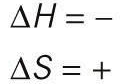 ΔH = −
ΔS = +